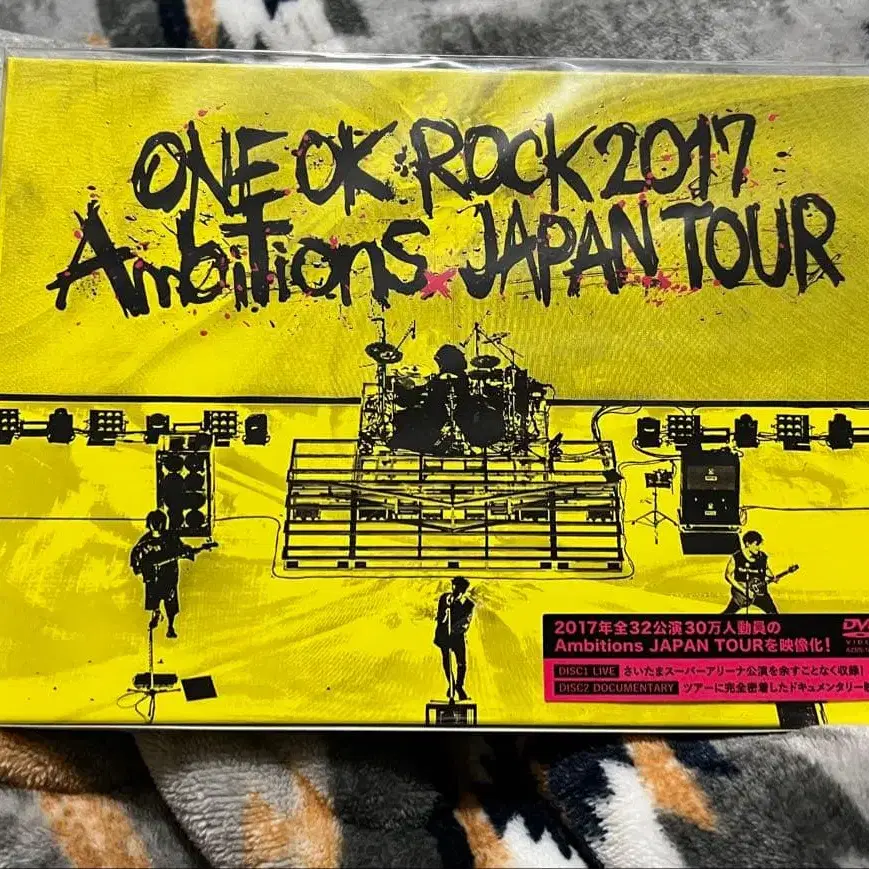 ONE OK ROCK 2017
Ambitions JAPAN TOUR
2017年全32公演30万人動員の
Ambitions JAPAN TOURを映像化!
DVD
VIDEO
DISC1 LIVE さいたまスーパーアリーナ公演を余すことなく収録!
DISC2 DOCUMENTARY ツアーに完全密着したドキュメンタリー